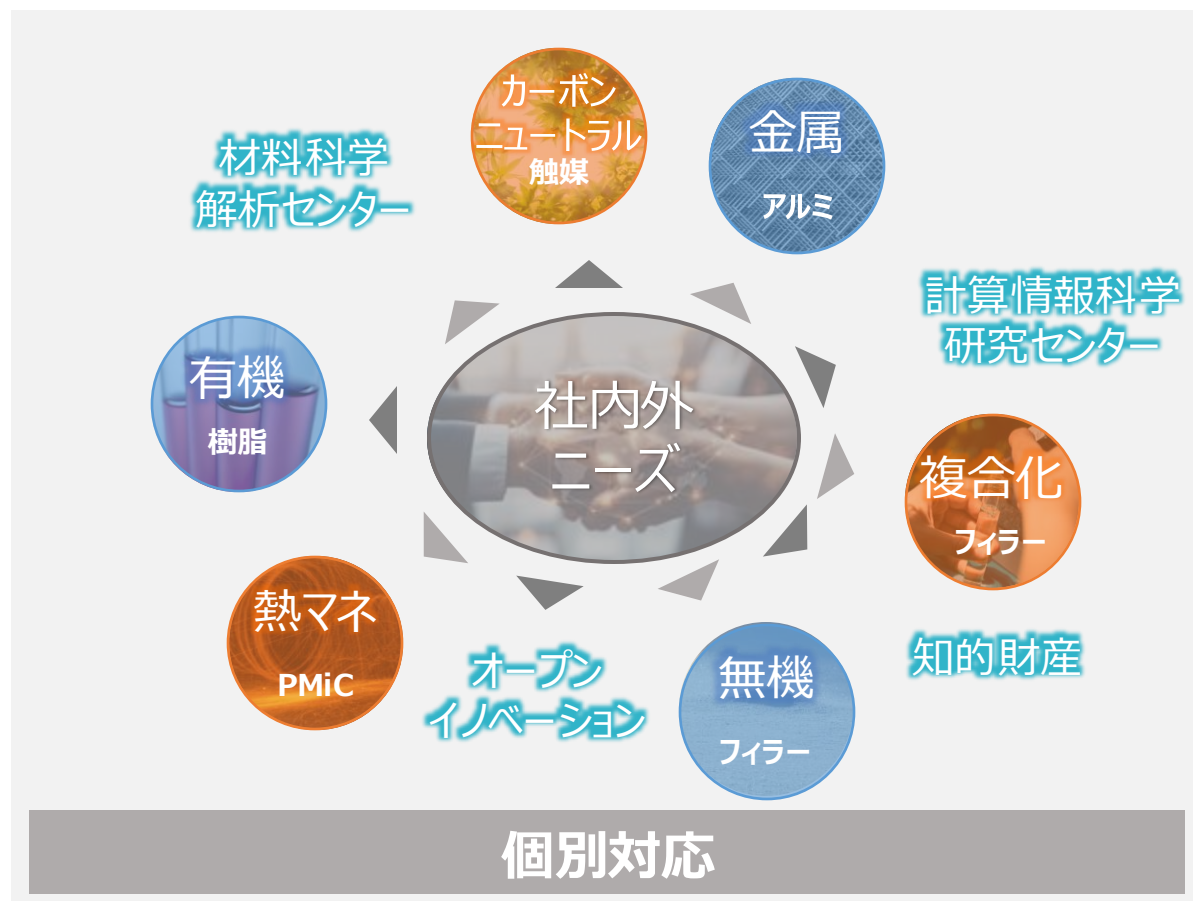 カーボン
ニュートラル
触媒
金属
アルミ
材料科学
解析センター
計算情報科学
研究センター
有機
樹脂
社内外
ニーズ
複合化
フィラー
熱マネ
PMiC
オープン
イノベーション
無機
フィラー
知的財産
個別対応